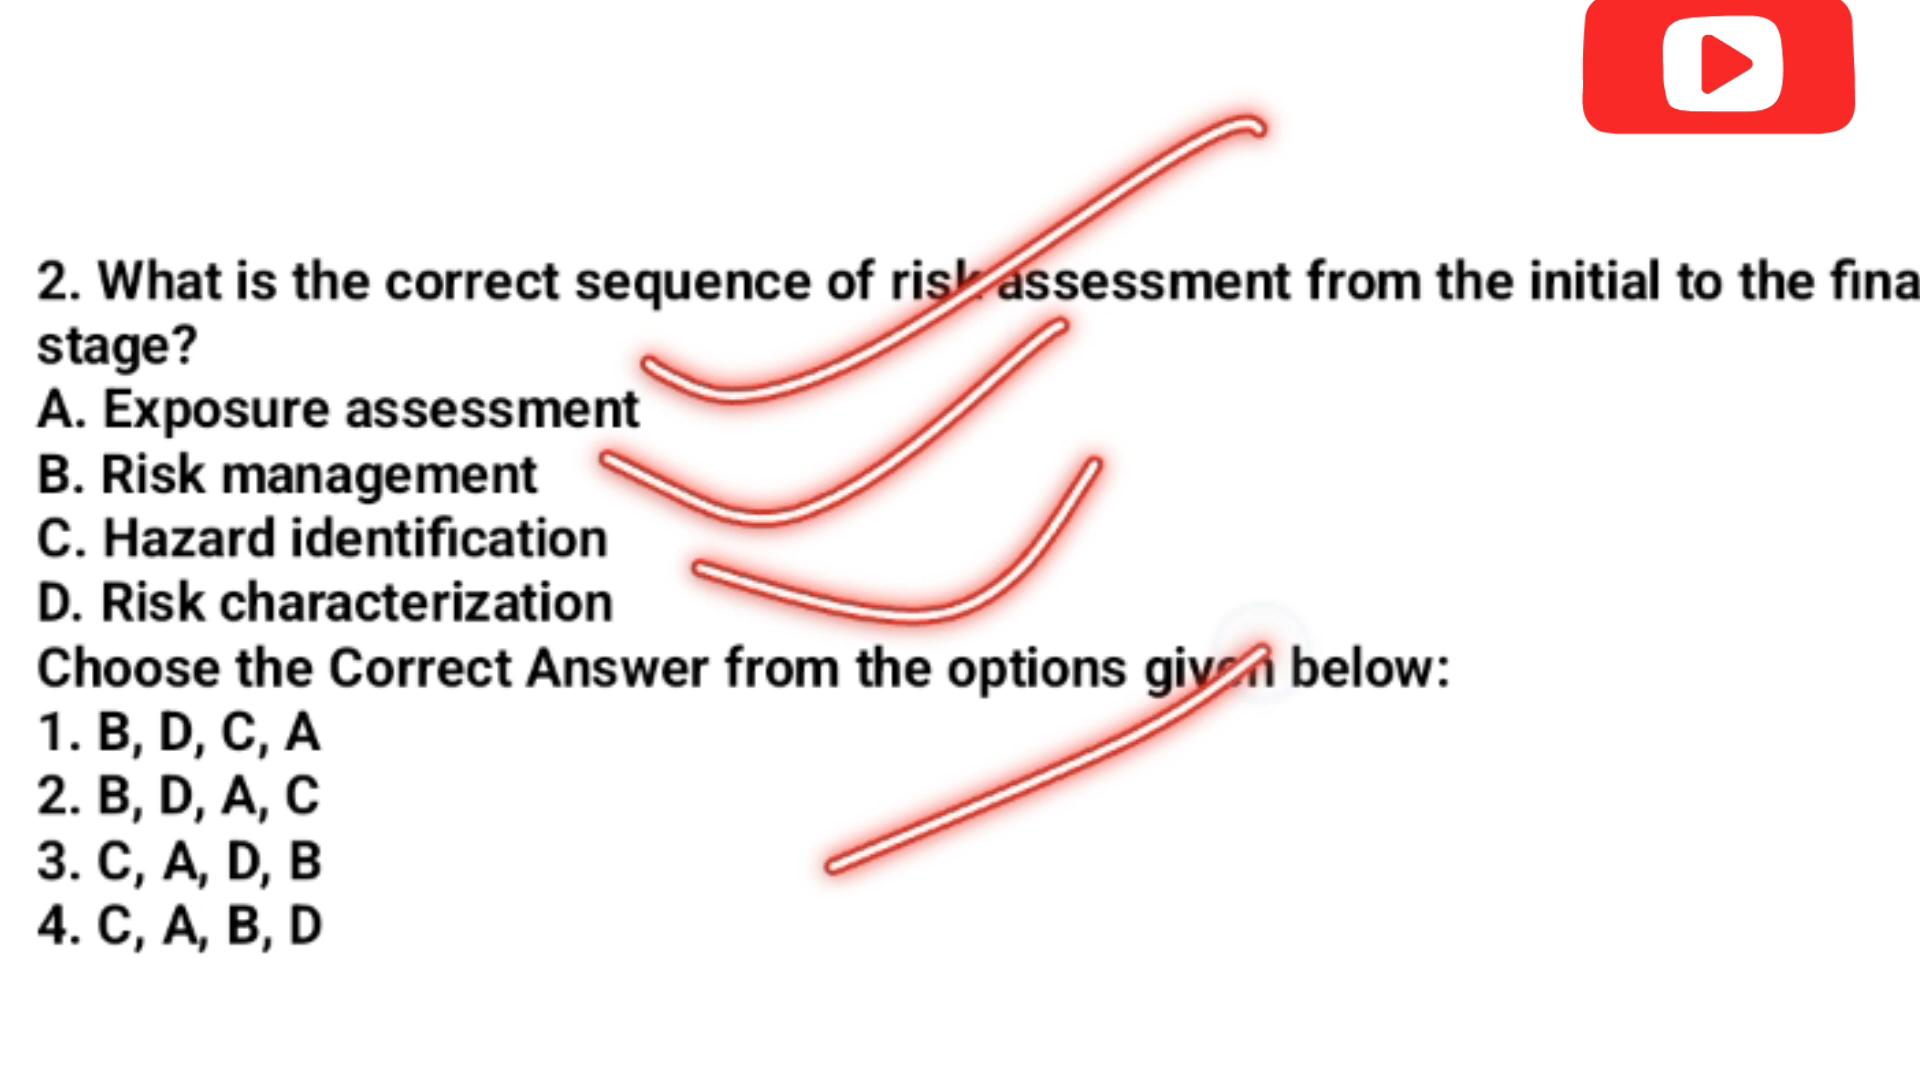 2. What is the correct sequence of risk assessment from the initial to the fina
stage?
A. Exposure assessment
B. Risk management
C. Hazard identification
D. Risk characterization
Choose the Correct Answer from the options given below:
1. B, D, C, A
2. B, D, A, C
3. C, A, D, B
4. C, A, B, D